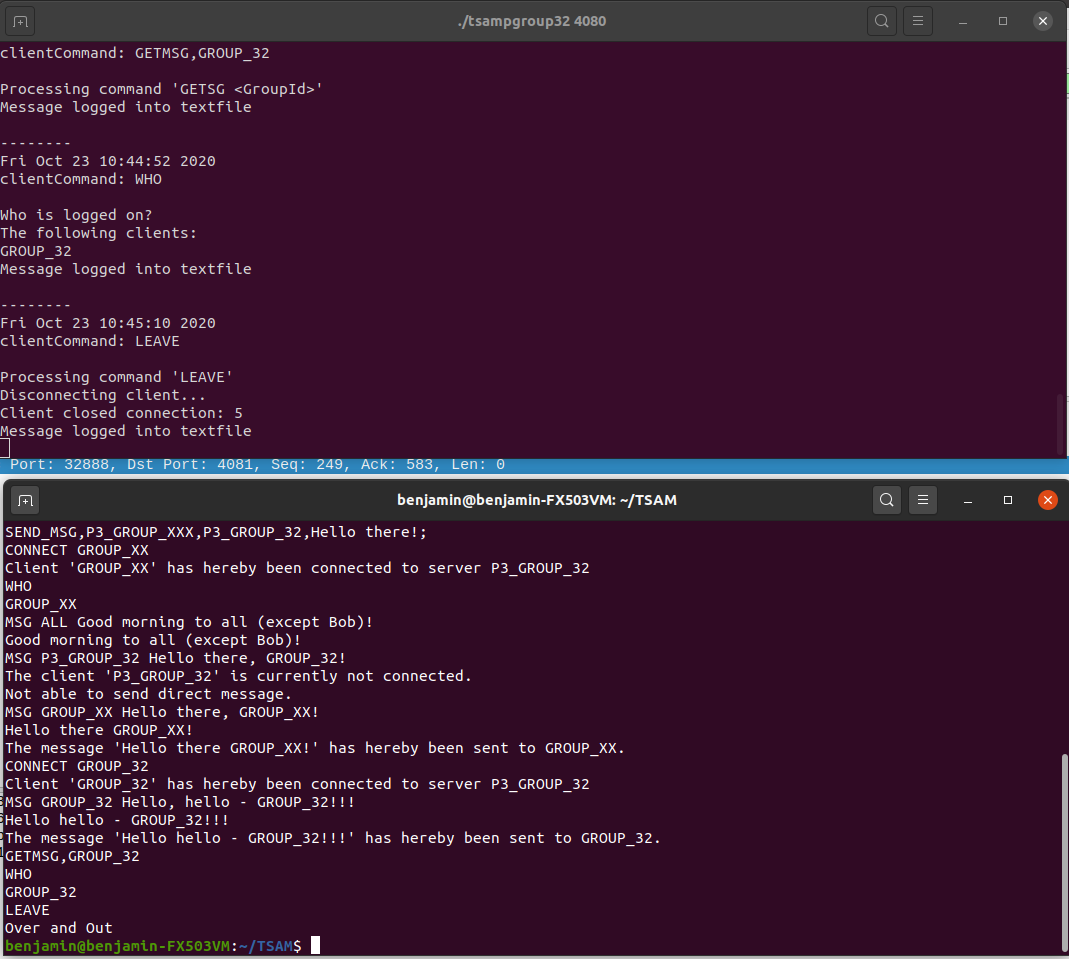 ./tsampgroup32 4080
clientCommand: GETMSG,GROUP_32
Processing command 'GETSG <GroupId>'
Message logged into textfile
--------
Fri Oct 23 10:44:52 2020
clientCommand: WHO
Who is logged on?
The following clients:
GROUP_32
Message logged into textfile
--------
Fri Oct 23 10:45:10 2020
clientCommand: LEAVE
Processing command 'LEAVE'
Disconnecting client...
Client closed connection: 5
Message logged into textfile
Port: 32888, Dst Port: 4081, Seq: 249, Ack: 583, Len: 0
benjamin@benjamin-FX503VM: ~/TSAM
SEND_MSG,P3_GROUP_XXX,P3_GROUP_32,Hello there!;
CONNECT GROUP_XX
Client 'GROUP_XX' has hereby been connected to server P3_GROUP_32
WHO
GROUP_XX
MSG ALL Good morning to all (except Bob)!
Good morning to all (except Bob)!
MSG P3_GROUP_32 Hello there, GROUP_32!
The client 'P3_GROUP_32' is currently not connected.
Not able to send direct message.
MSG GROUP_XX Hello there, GROUP_XX!
Hello there GROUP_XX!
The message 'Hello there GROUP_XX!' has hereby been sent to GROUP_XX.
CONNECT GROUP_32
Client 'GROUP_32' has hereby been connected to server P3_GROUP_32
MSG GROUP_32 Hello, hello - GROUP_32!!!
Hello hello - GROUP_32!!!
The message 'Hello hello - GROUP_32!!!' has hereby been sent to GROUP_32.
GETMSG,GROUP_32
WHO
GROUP_32
LEAVE
Over and Out
benjamin@benjamin-FX503VM:~/TSAM$